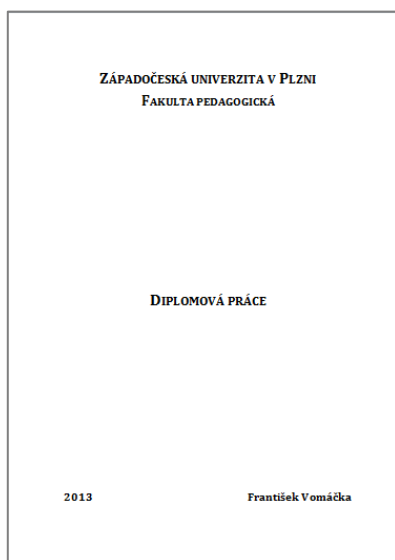 ZÁPADOČESKÁ UNIVERZITA V PLZNI
FAKULTA PEDAGOGICKÁ
DIPLOMOVÁ PRÁCE
2013 František Vomáčka